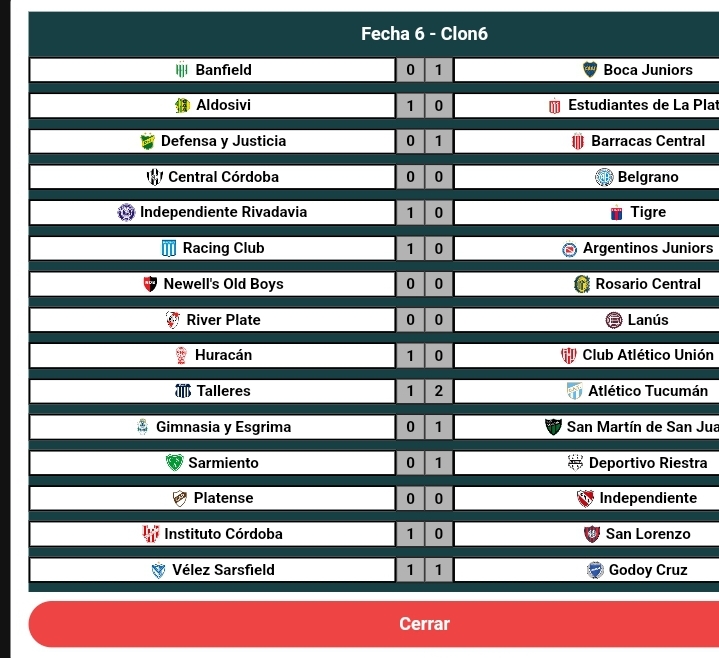 Fecha 6 - Clon6
Banfield 0 1 Boca Juniors
Aldosivi 1 0 Estudiantes de La Plat
Defensa y Justicia 0 1 Barracas Central
Central Córdoba 0 0 Belgrano
Independiente Rivadavia 1 0 Tigre
Racing Club 1 0 Argentinos Juniors
Newell's Old Boys 0 0 Rosario Central
River Plate 0 0 Lanús
Huracán 1 0 Club Atlético Unión
Talleres 1 2 Atlético Tucumán
Gimnasia y Esgrima 0 1 San Martín de San Jua
Sarmiento 0 1 Deportivo Riestra
Platense 0 0 Independiente
Instituto Córdoba 1 0 San Lorenzo
Vélez Sarsfield 1 1 Godoy Cruz
Cerrar